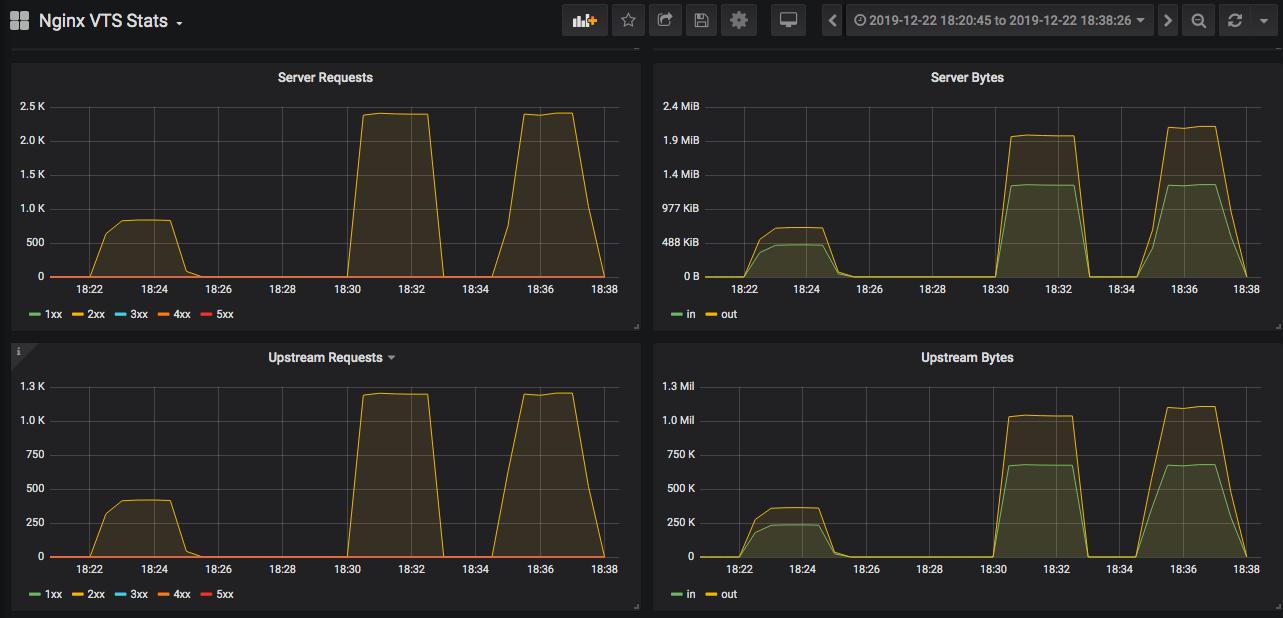 Nginx VTS Stats
2019-12-22 18:20:45 to 2019-12-22 18:38:26
Server Requests
2.5 K
2.0 K
1.5 K
1.0 K
500
0
18:22 18:24 18:26 18:28 18:30 18:32 18:34 18:36 18:38
1xx 2xx 3xx 4xx 5xx
Server Bytes
2.4 MiB
1.9 MiB
1.4 MiB
977 KiB
488 KiB
0 B
18:22 18:24 18:26 18:28 18:30 18:32 18:34 18:36 18:38
in out
i
Upstream Requests
1.3 K
1.0 K
750
500
250
0
18:22 18:24 18:26 18:28 18:30 18:32 18:34 18:36 18:38
1xx 2xx 3xx 4xx 5xx
Upstream Bytes
1.3 Mil
1.0 Mil
750 K
500 K
250 K
0
18:22 18:24 18:26 18:28 18:30 18:32 18:34 18:36 18:38
in out